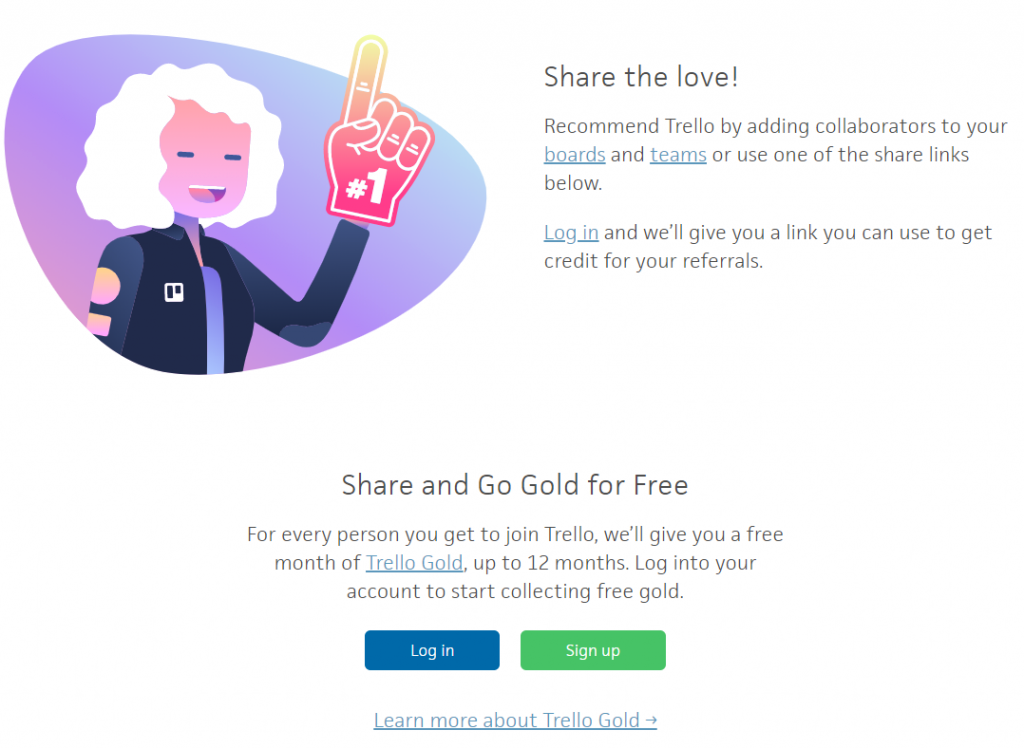 #1
Share the love!
Recommend Trello by adding collaborators to your
boards and teams or use one of the share links
below.
Log in and we’ll give you a link you can use to get
credit for your referrals.
Share and Go Gold for Free
For every person you get to join Trello, we’ll give you a free
month of Trello Gold, up to 12 months. Log into your
account to start collecting free gold.
Log in
Sign up
Learn more about Trello Gold →